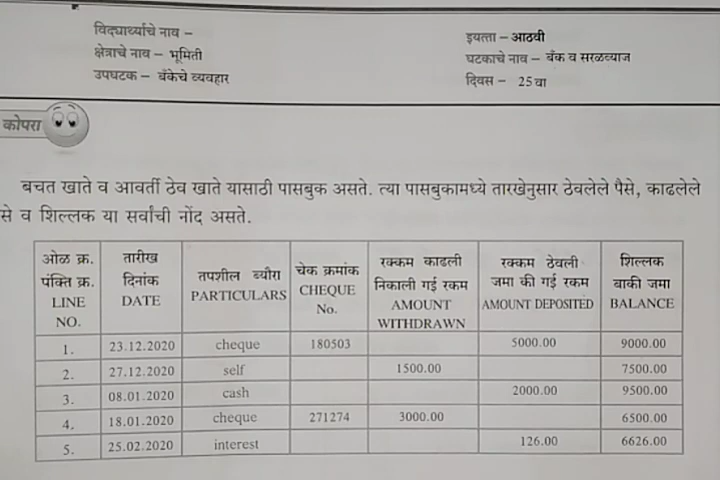 विद्यार्थ्याचे नाव –
इयत्ता – आठवी
क्षेत्राचे नाव – भूमिती
घटकाचे नाव – बँक व सरळव्याज
उपघटक – बँकेचे व्यवहार
दिवस – 25 वा
कोपरा
बचत खाते व आवर्ती ठेव खाते यासाठी पासबुक असते. त्या पासबुकामध्ये तारखेनुसार ठेवलेले पैसे, काढलेले
से व शिल्लक या सर्वांची नोंद असते.
ओळ क्र. पंक्ति क्र. LINE NO. तारीख दिनांक DATE तपशील ब्यौरा PARTICULARS चेक क्रमांक CHEQUE No. रक्कम काढली निकाली गई रकम AMOUNT WITHDRAWN रक्कम ठेवली जमा की गई रकम AMOUNT DEPOSITED शिल्लक बाकी जमा BALANCE
1. 23.12.2020 cheque 180503 5000.00 9000.00
2. 27.12.2020 self 1500.00 7500.00
3. 08.01.2020 cash 2000.00 9500.00
4. 18.01.2020 cheque 271274 3000.00 6500.00
5. 25.02.2020 interest 126.00 6626.00